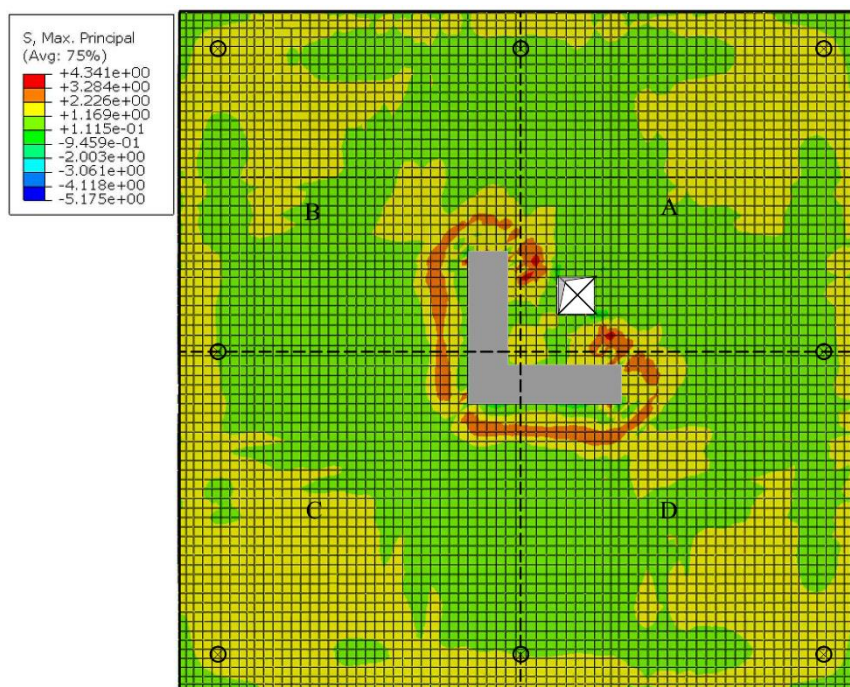 S, Max. Principal
(Avg: 75%)
+4.341e+00
+3.284e+00
+2.226e+00
+1.169e+00
+1.115e-01
-9.459e-01
-2.003e+00
-3.061e+00
-4.118e+00
-5.175e+00
B
A
C
D